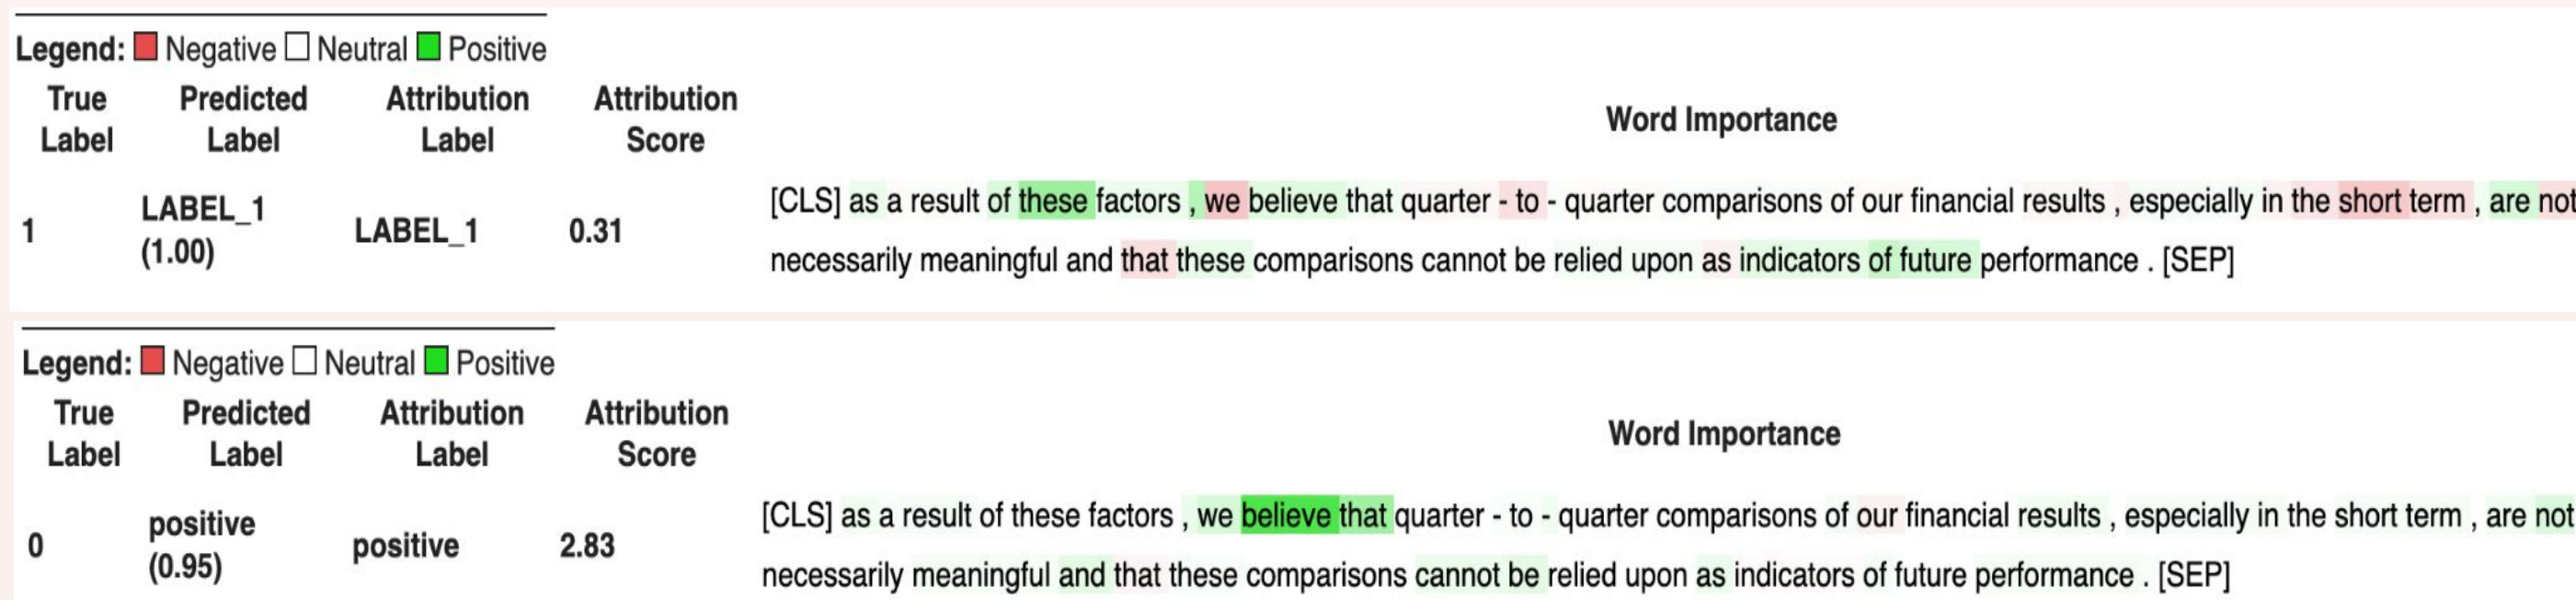 Legend: Negative Neutral Positive
True Predicted Attribution Attribution
Label Label Label Score
Word Importance
1 LABEL_1 (1.00) LABEL_1 0.31
[CLS] as a result of these factors , we believe that quarter - to - quarter comparisons of our financial results , especially in the short term , are not
necessarily meaningful and that these comparisons cannot be relied upon as indicators of future performance . [SEP]
Legend: Negative Neutral Positive
True Predicted Attribution Attribution
Label Label Label Score
Word Importance
0 positive (0.95) positive 2.83
[CLS] as a result of these factors , we believe that quarter - to - quarter comparisons of our financial results , especially in the short term , are not
necessarily meaningful and that these comparisons cannot be relied upon as indicators of future performance . [SEP]